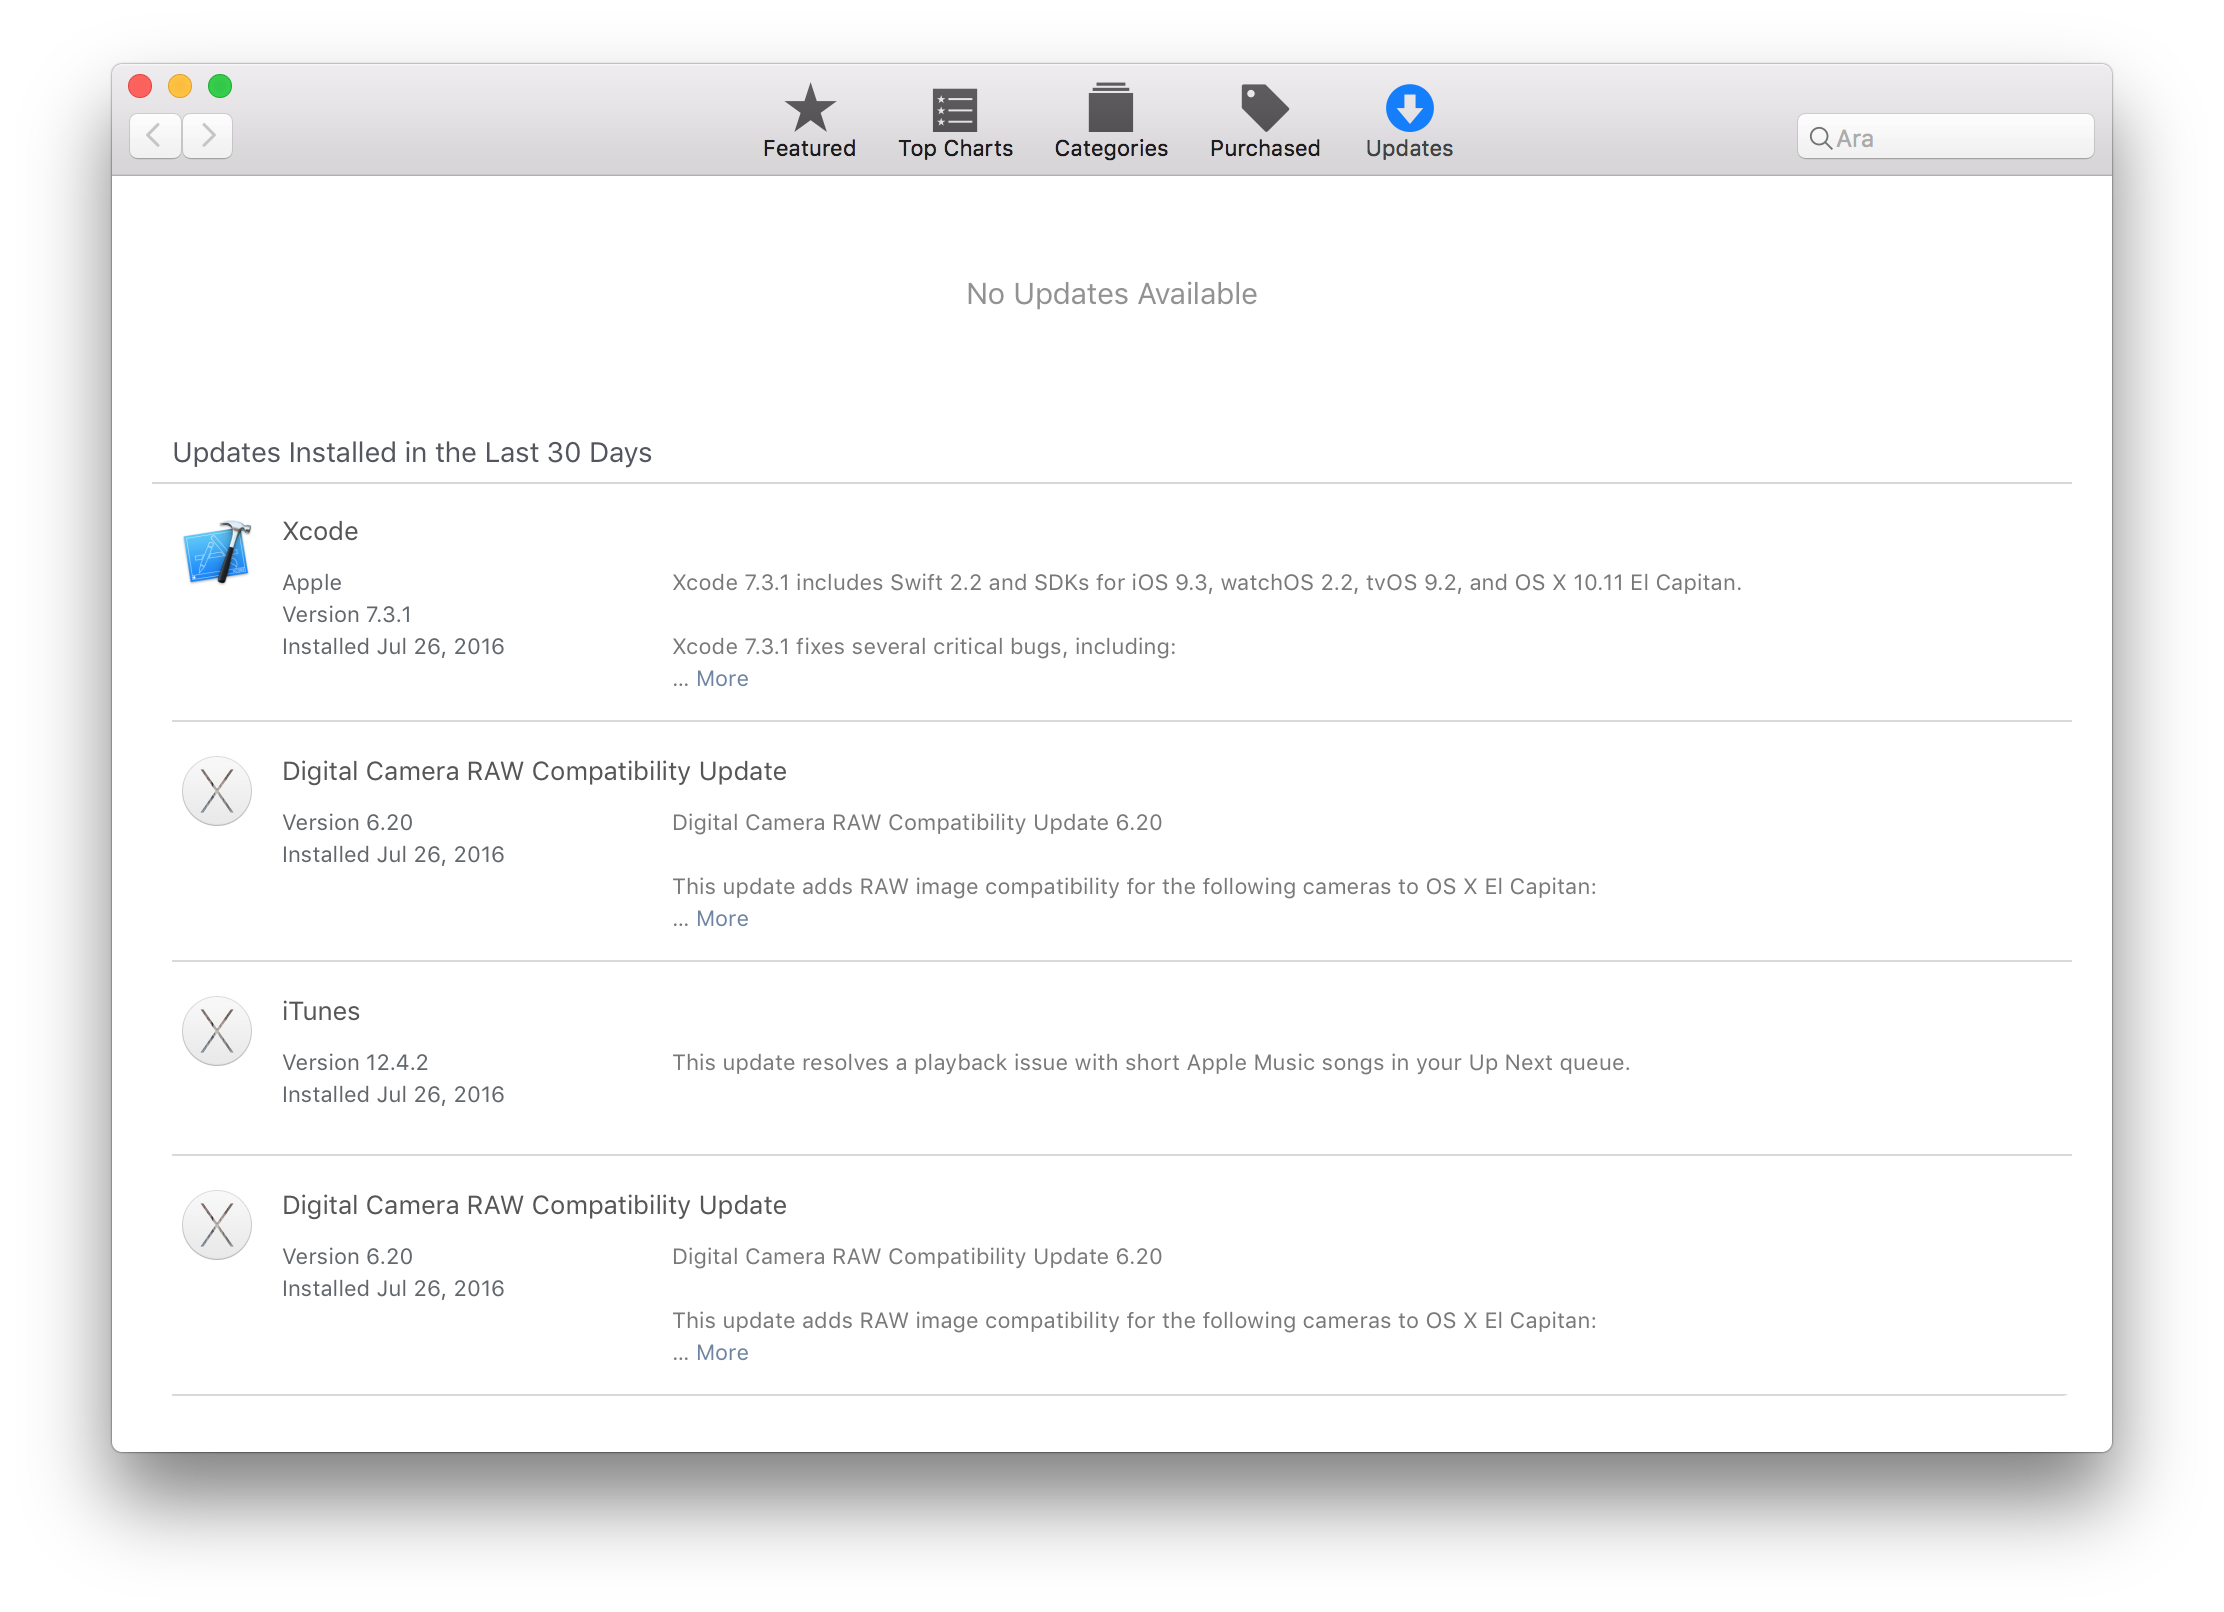 Featured
Top Charts
Categories
Purchased
Updates
Ara
No Updates Available
Updates Installed in the Last 30 Days
Xcode
Apple
Version 7.3.1
Installed Jul 26, 2016
Xcode 7.3.1 includes Swift 2.2 and SDKs for iOS 9.3, watchOS 2.2, tvOS 9.2, and OS X 10.11 El Capitan.
Xcode 7.3.1 fixes several critical bugs, including:
... More
Digital Camera RAW Compatibility Update
Version 6.20
Installed Jul 26, 2016
Digital Camera RAW Compatibility Update 6.20
This update adds RAW image compatibility for the following cameras to OS X El Capitan:
... More
iTunes
Version 12.4.2
Installed Jul 26, 2016
This update resolves a playback issue with short Apple Music songs in your Up Next queue.
Digital Camera RAW Compatibility Update
Version 6.20
Installed Jul 26, 2016
Digital Camera RAW Compatibility Update 6.20
This update adds RAW image compatibility for the following cameras to OS X El Capitan:
... More